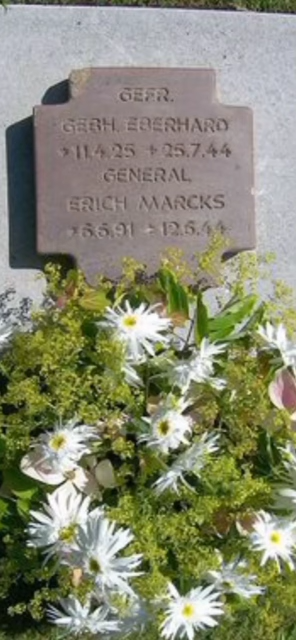 GEFR.
GEBH. EBERHARD
*11.4.25 +25.7.44
GENERAL
ERICH MARCKS
*6.6.91 +12.6.44